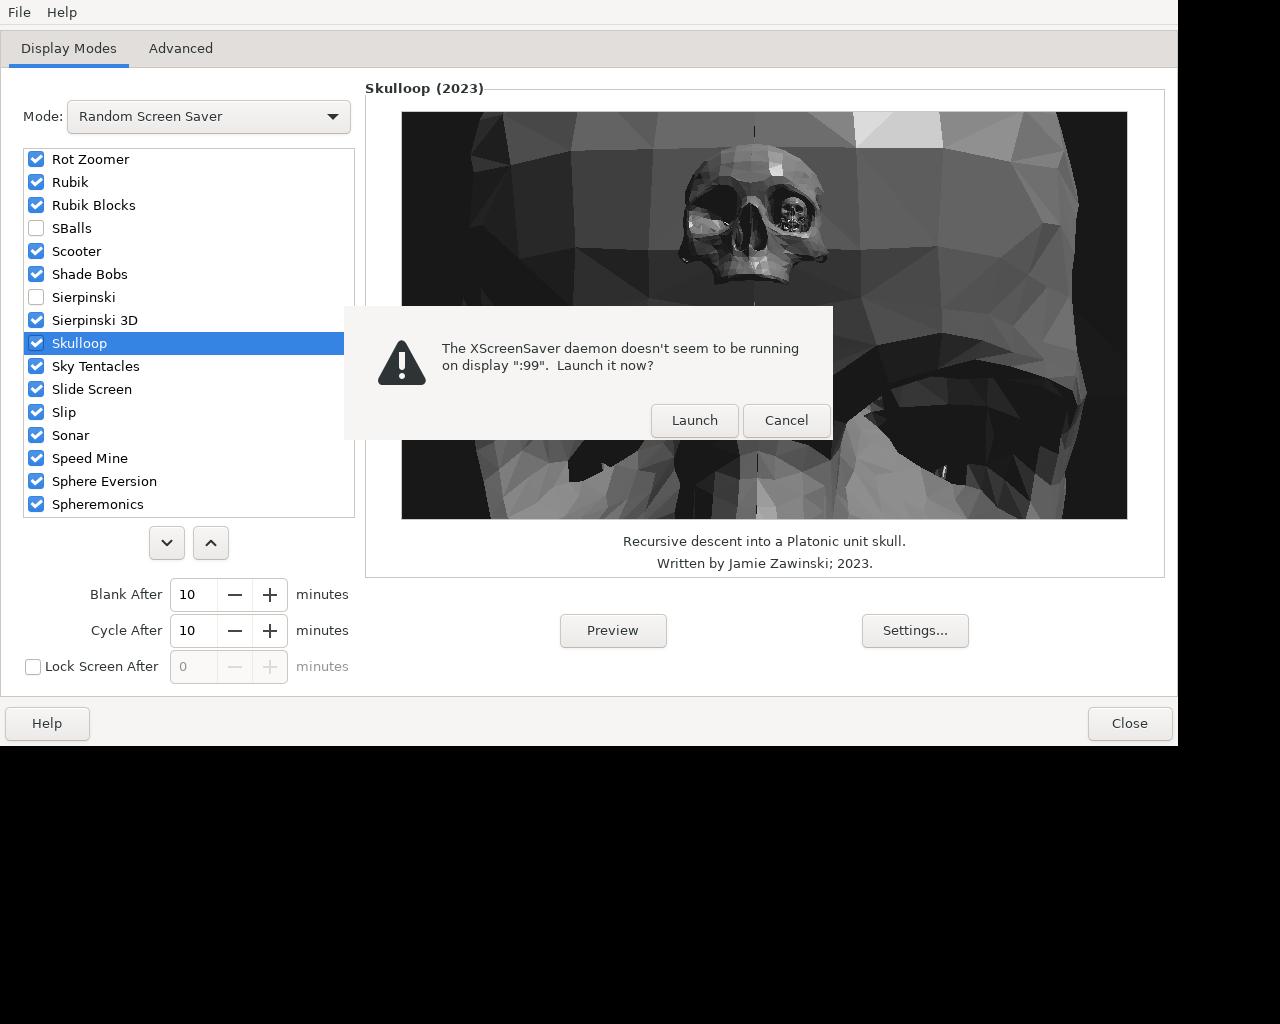 File Help
Display Modes Advanced
Mode: Random Screen Saver
Rot Zoomer
Rubik
Rubik Blocks
SBalls
Scooter
Shade Bobs
Sierpinski
Sierpinski 3D
Skulloop
Sky Tentacles
Slide Screen
Slip
Sonar
Speed Mine
Sphere Eversion
Spheremonics
Blank After 10 minutes
Cycle After 10 minutes
Lock Screen After 0 minutes
Skulloop (2023)
The XScreenSaver daemon doesn't seem to be running
on display ":99".  Launch it now?
Launch Cancel
Recursive descent into a Platonic unit skull.
Written by Jamie Zawinski; 2023.
Preview Settings...
Help Close